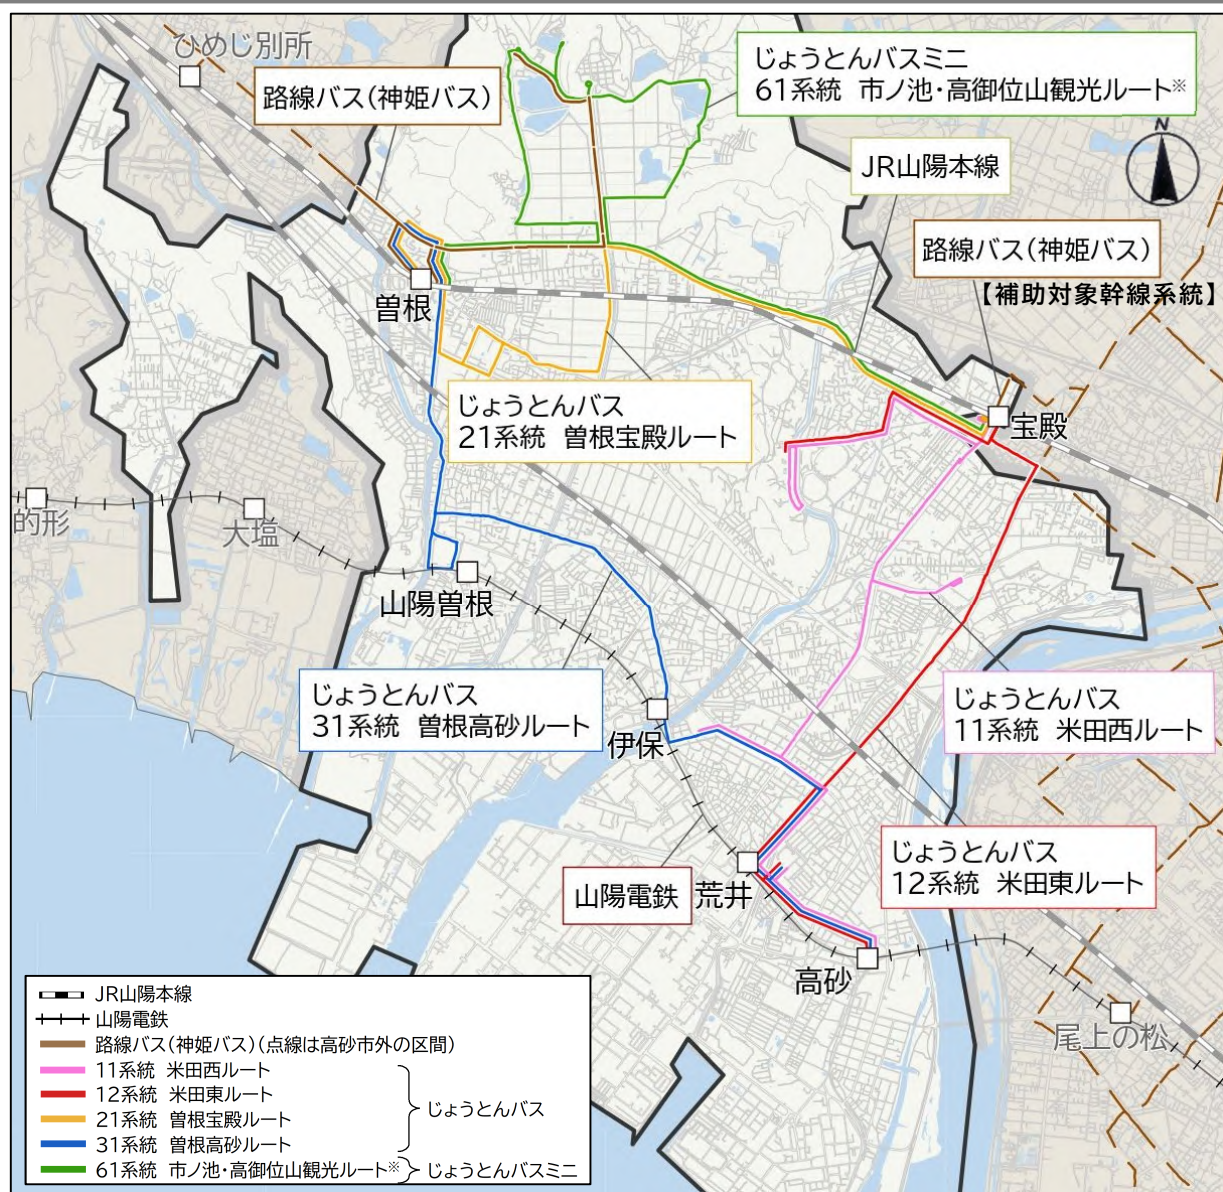 ひめじ別所
路線バス(神姫バス)
じょうとんバスミニ
61系統 市ノ池・高御位山観光ルート※
N
JR山陽本線
路線バス(神姫バス)
【補助対象幹線系統】
曽根
じょうとんバス
21系統 曽根宝殿ルート
宝殿
的形
大塩
山陽曽根
じょうとんバス
31系統 曽根高砂ルート
伊保
じょうとんバス
11系統 米田西ルート
じょうとんバス
12系統 米田東ルート
山陽電鉄
荒井
高砂
尾上の松
JR山陽本線
山陽電鉄
路線バス(神姫バス)(点線は高砂市外の区間)
11系統 米田西ルート
12系統 米田東ルート
じょうとんバス
21系統 曽根宝殿ルート
31系統 曽根高砂ルート
61系統 市ノ池・高御位山観光ルート※
じょうとんバスミニ